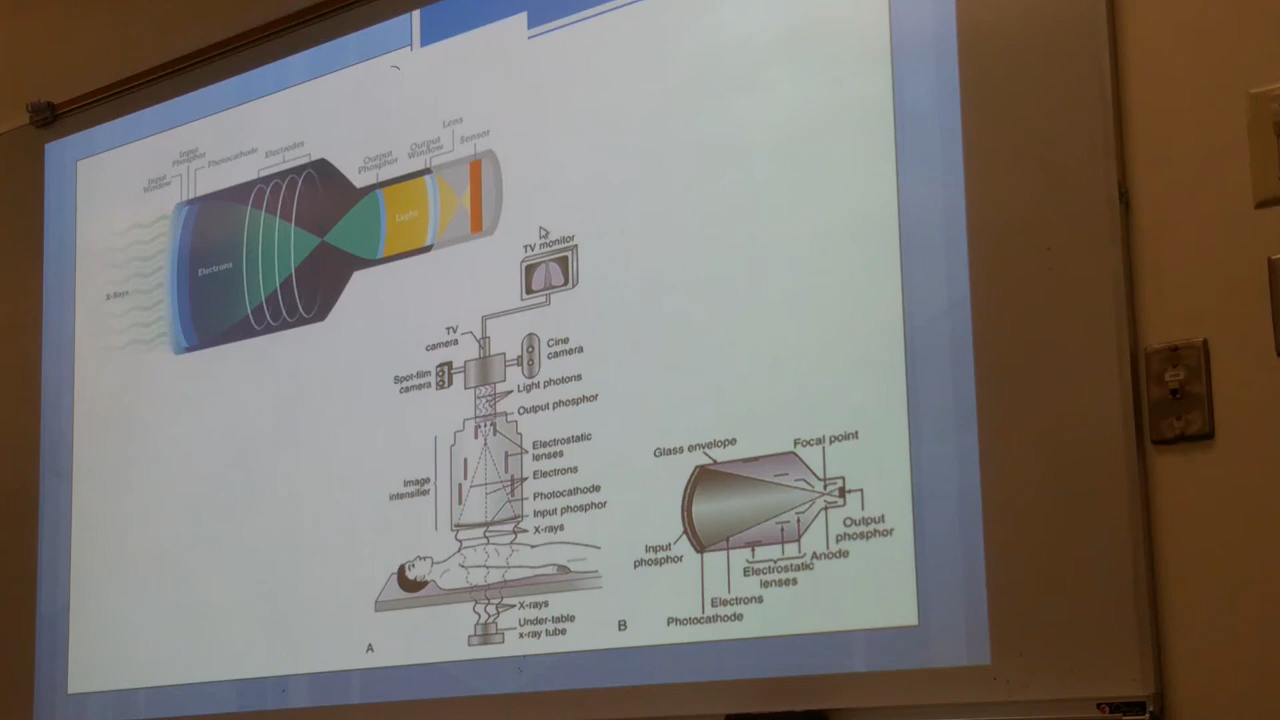 Lens
Sensor
Output
Window
Output
Phosphor
Electrodes
Photocathode
Input
Phosphor
Input
Window
Light
Electrons
X-Rays
TV monitor
TV
camera
Cine
camera
Spot-film
camera
Light photons
Output phosphor
Electrostatic
lenses
Electrons
Image
intensifier
Photocathode
Input phosphor
X-rays
X-rays
Under-table
x-ray tube
A
Glass envelope
Focal point
Output
phosphor
Anode
Input
phosphor
Electrostatic
lenses
Electrons
Photocathode
B